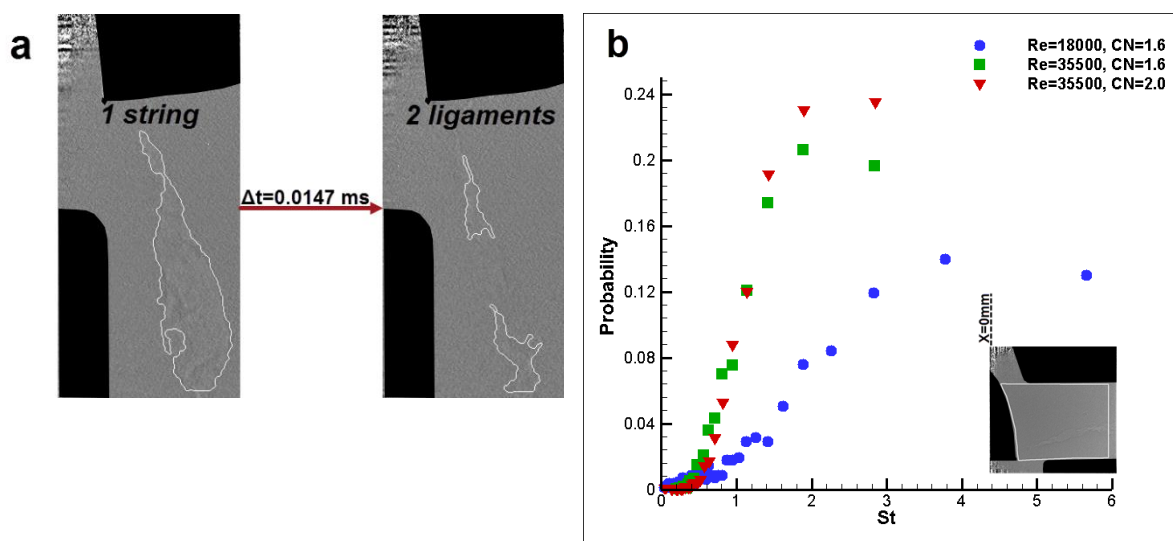 a
1 string
2 ligaments
Δt=0.0147 ms
b
Re=18000, CN=1.6
Re=35500, CN=1.6
Re=35500, CN=2.0
0.24
0.2
0.16
0.12
0.08
0.04
0
Probability
0 1 2 3 4 5 6
St
X=0mm